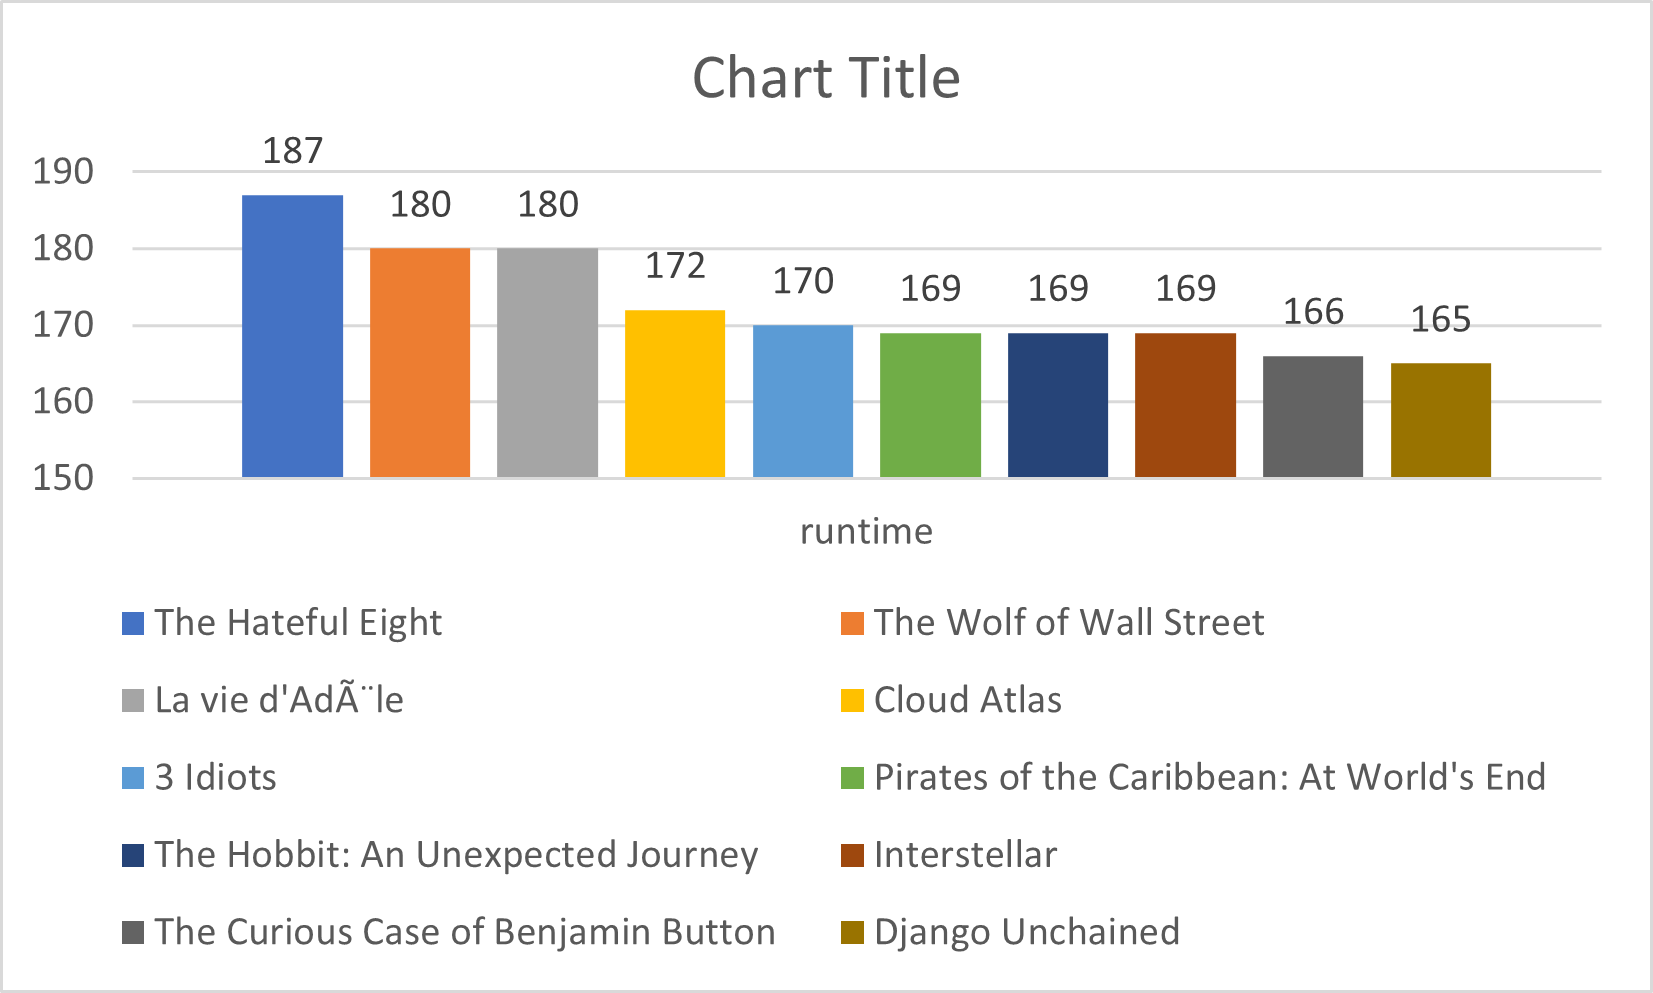 Chart Title
187
190
180 180
180
172
170 169 169 169
166 165
170
160
150
runtime
The Hateful Eight
The Wolf of Wall Street
La vie d'AdÃ¨le
Cloud Atlas
3 Idiots
Pirates of the Caribbean: At World's End
The Hobbit: An Unexpected Journey
Interstellar
The Curious Case of Benjamin Button
Django Unchained